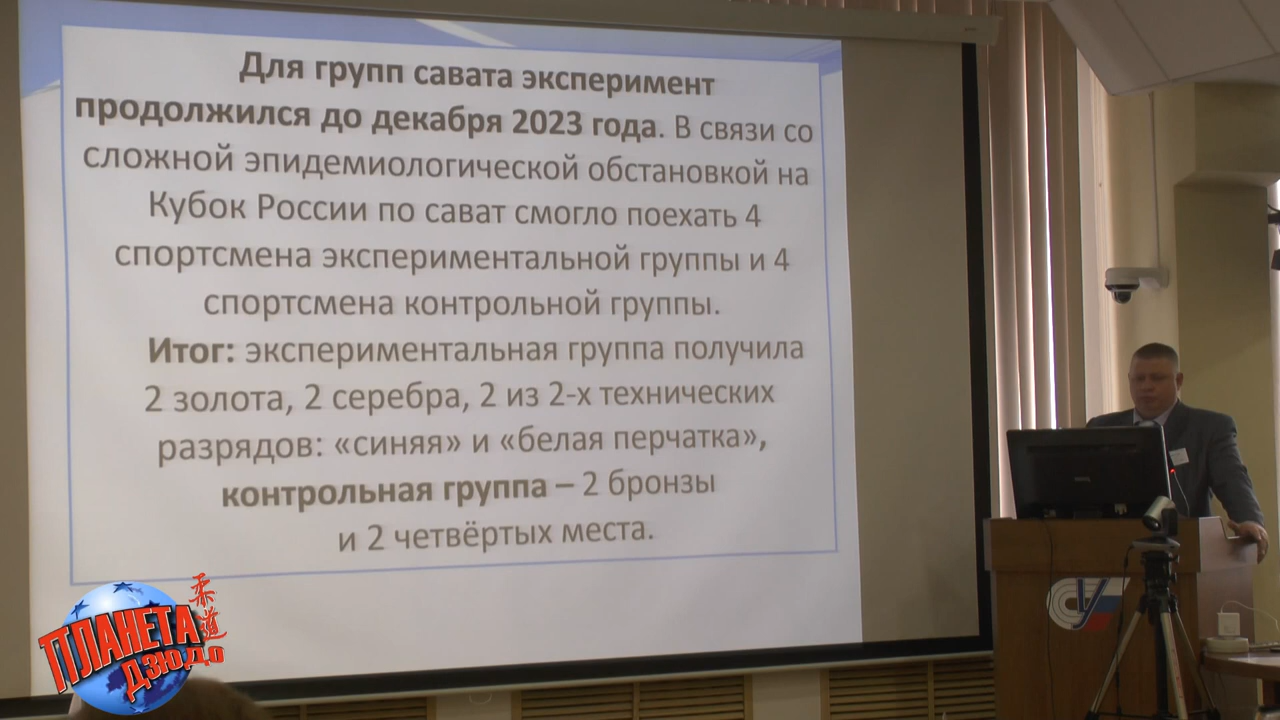 Для групп савата эксперимент
продолжился до декабря 2023 года. В связи со
сложной эпидемиологической обстановкой на
Кубок России по сават смогло поехать 4
спортсмена экспериментальной группы и 4
спортсмена контрольной группы.
Итог: экспериментальная группа получила
2 золота, 2 серебра, 2 из 2-х технических
разрядов: «синяя» и «белая перчатка»,
контрольная группа – 2 бронзы
и 2 четвёртых места.
ПЛАНЕТА
ДЗЮДО
柔道